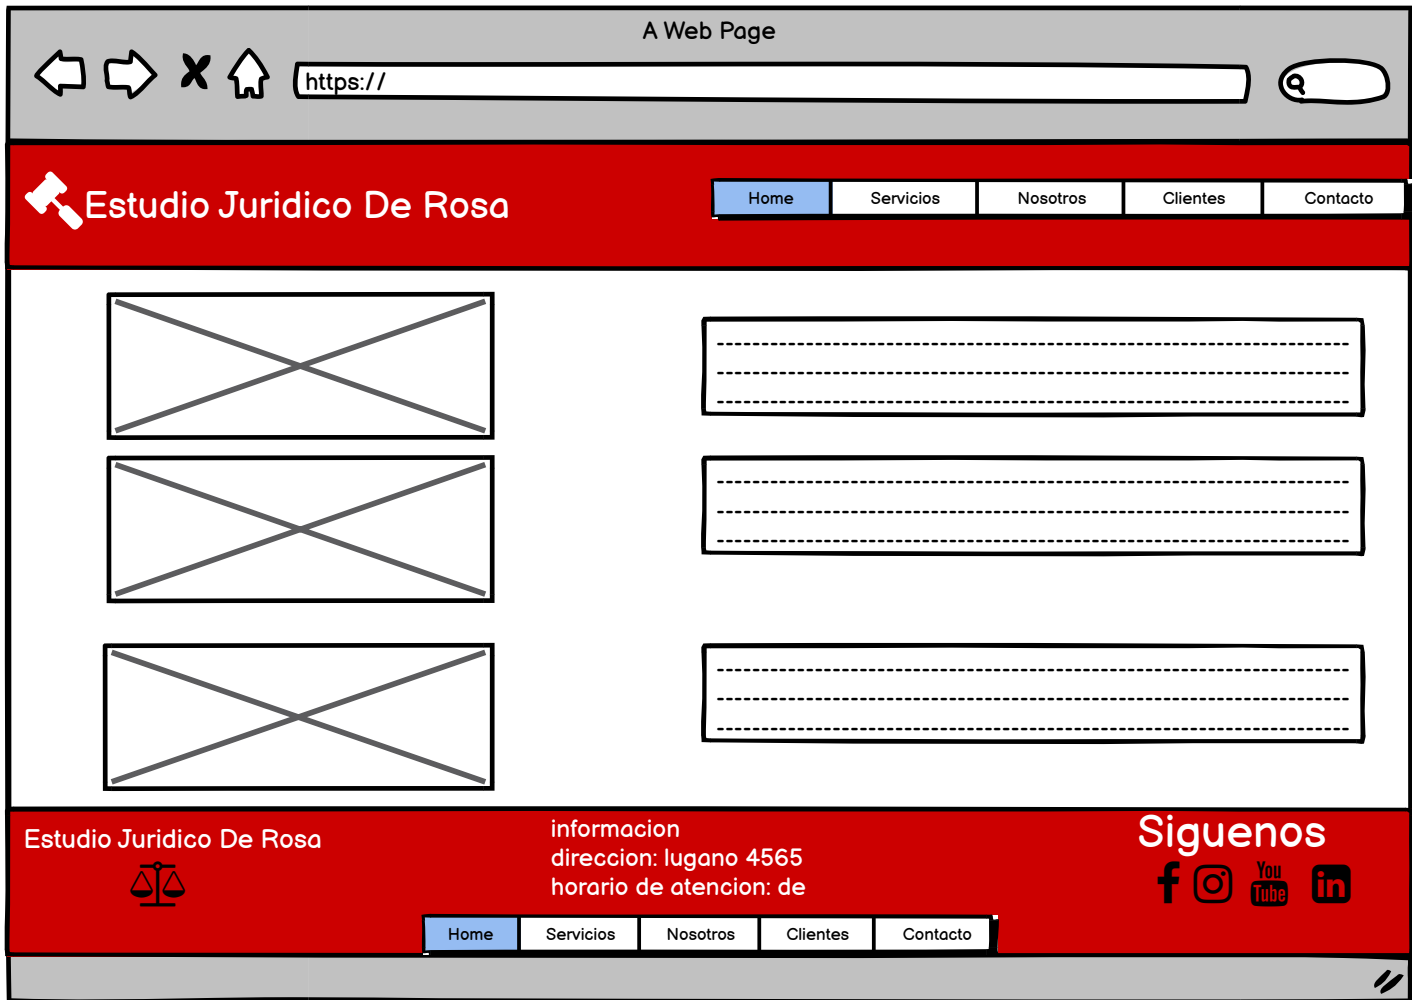 A Web Page
https://
Estudio Juridico De Rosa
Home Servicios Nosotros Clientes Contacto
Estudio Juridico De Rosa
informacion
direccion: lugano 4565
horario de atencion: de
Siguenos
You
Tube
in
Home Servicios Nosotros Clientes Contacto